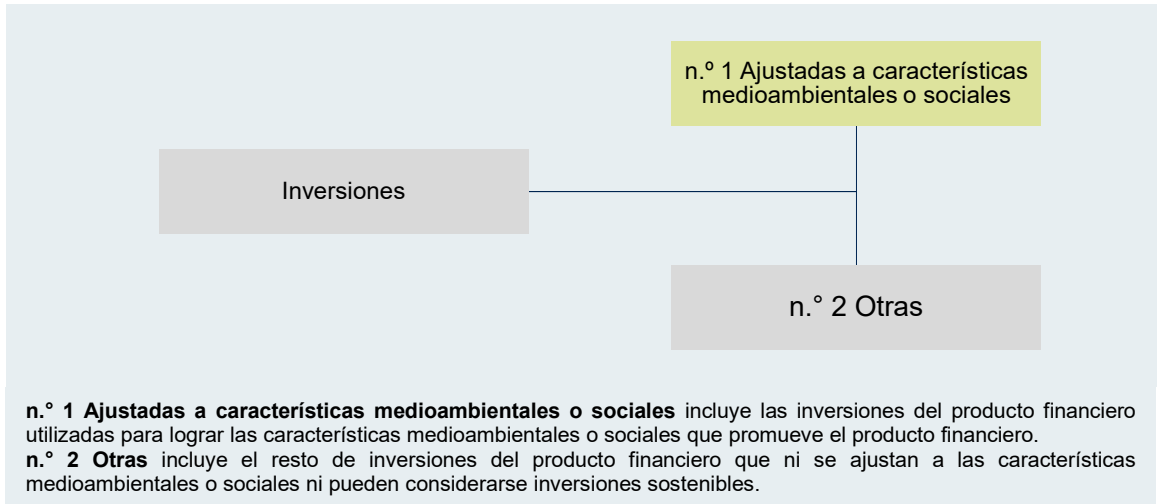 n.º 1 Ajustadas a características
medioambientales o sociales
Inversiones
n.° 2 Otras
n.° 1 Ajustadas a características medioambientales o sociales incluye las inversiones del producto financiero
utilizadas para lograr las características medioambientales o sociales que promueve el producto financiero.
n.° 2 Otras incluye el resto de inversiones del producto financiero que ni se ajustan a las características
medioambientales o sociales ni pueden considerarse inversiones sostenibles.